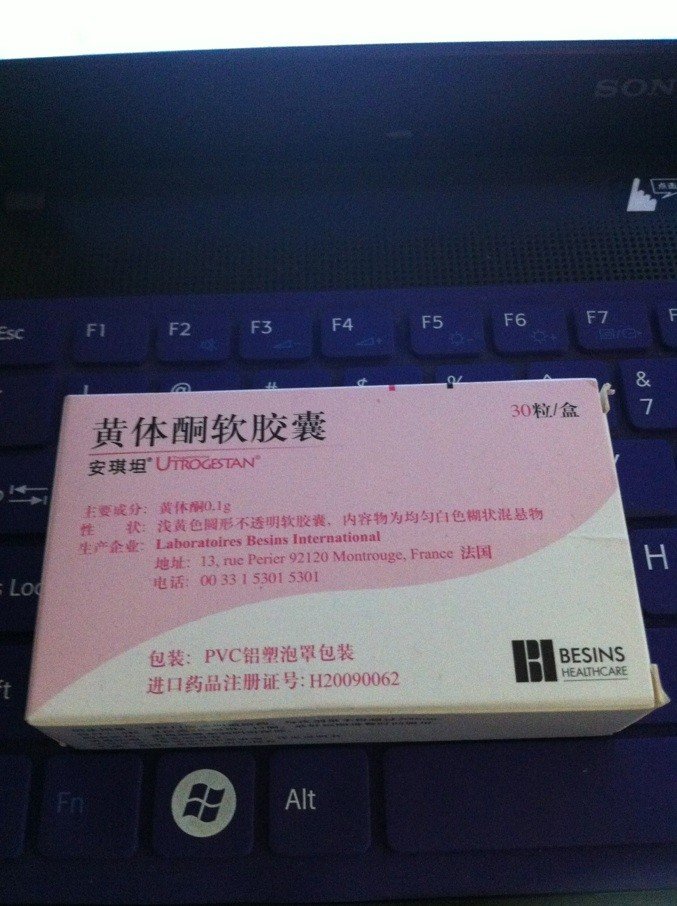 SON
点击
Esc F1 F2 F3 F4 F5 F6 F7 F
@ # % ^ & 7
黄体酮软胶囊
30粒/盒
安琪坦® UTROGESTAN®
主要成分：黄体酮0.1g
性 状：浅黄色圆形不透明软胶囊，内容物为均匀白色糊状混悬物
生产企业：Laboratoires Besins International
地址：13, rue Perier 92120 Montrouge, France 法国
电话：00 33 1 5301 5301
包装：PVC铝塑泡罩包装
进口药品注册证号：H20090062
BESINS
HEALTHCARE
H
Fn Alt